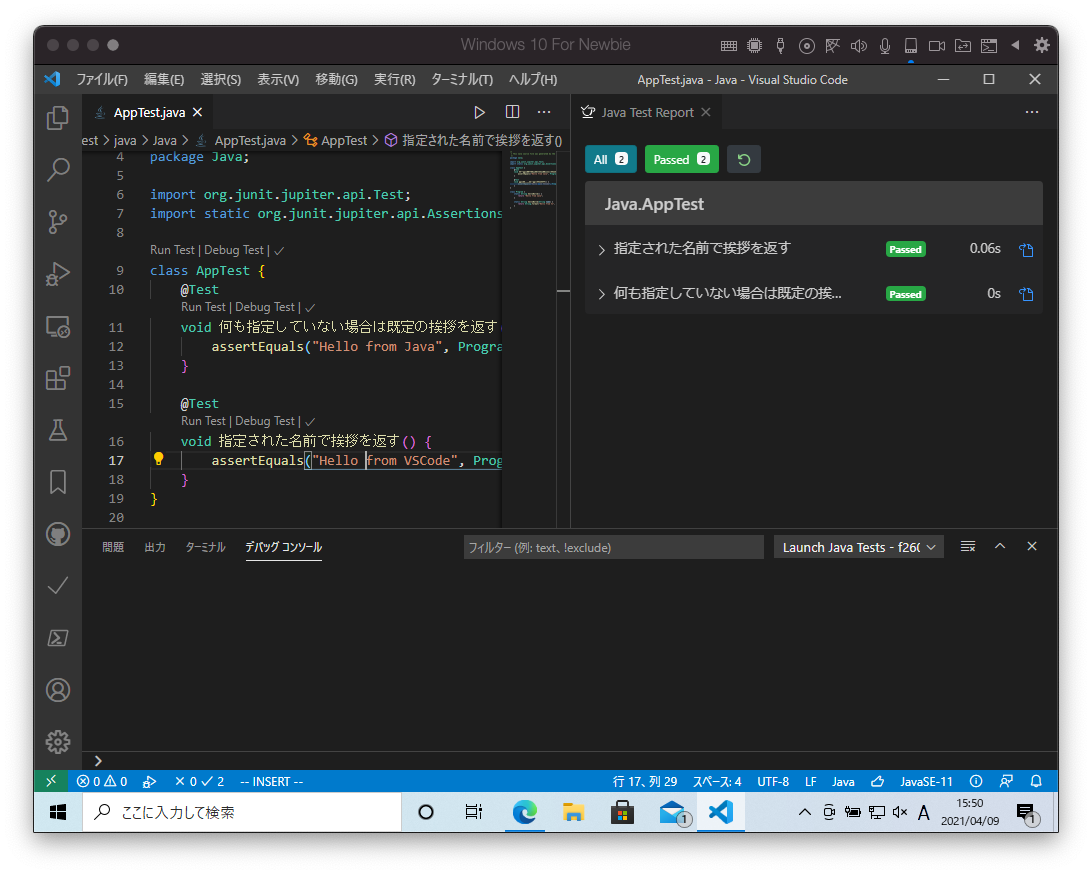 Windows 10 For Newbie
ファイル(F) 編集(E) 選択(S) 表示(V) 移動(G) 実行(R) ターミナル(T) ヘルプ(H) AppTest.java - Java - Visual Studio Code
AppTest.java
est > java > Java > AppTest.java > AppTest > 指定された名前で挨拶を返す()
4 package Java;
5
6 import org.junit.jupiter.api.Test;
7 import static org.junit.jupiter.api.Assertions
8
Run Test | Debug Test | ✓
9 class AppTest {
10 @Test
Run Test | Debug Test | ✓
11 void 何も指定していない場合は既定の挨拶を返す
12 assertEquals("Hello from Java", Progra
13 }
14
15 @Test
Run Test | Debug Test | ✓
16 void 指定された名前で挨拶を返す() {
17 assertEquals("Hello from VSCode", Prog
18 }
19 }
20
Java Test Report
All 2 Passed 2
Java.AppTest
指定された名前で挨拶を返す Passed 0.06s
何も指定していない場合は既定の挨... Passed 0s
問題 出力 ターミナル デバッグ コンソール フィルター (例: text、!exclude) Launch Java Tests - f260
0 0 0 2 -- INSERT -- 行 17、列 29 スペース: 4 UTF-8 LF Java JavaSE-11
ここに入力して検索 1 A 15:50 1
2021/04/09